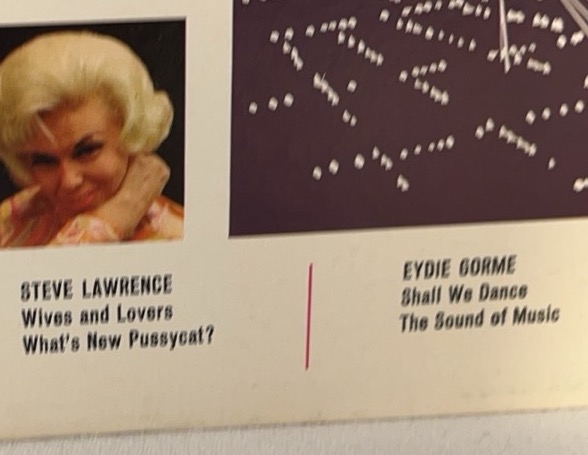 STEVE LAWRENCE
Wives and Lovers
What's New Pussycat?
EYDIE GORME
Shall We Dance
The Sound of Music